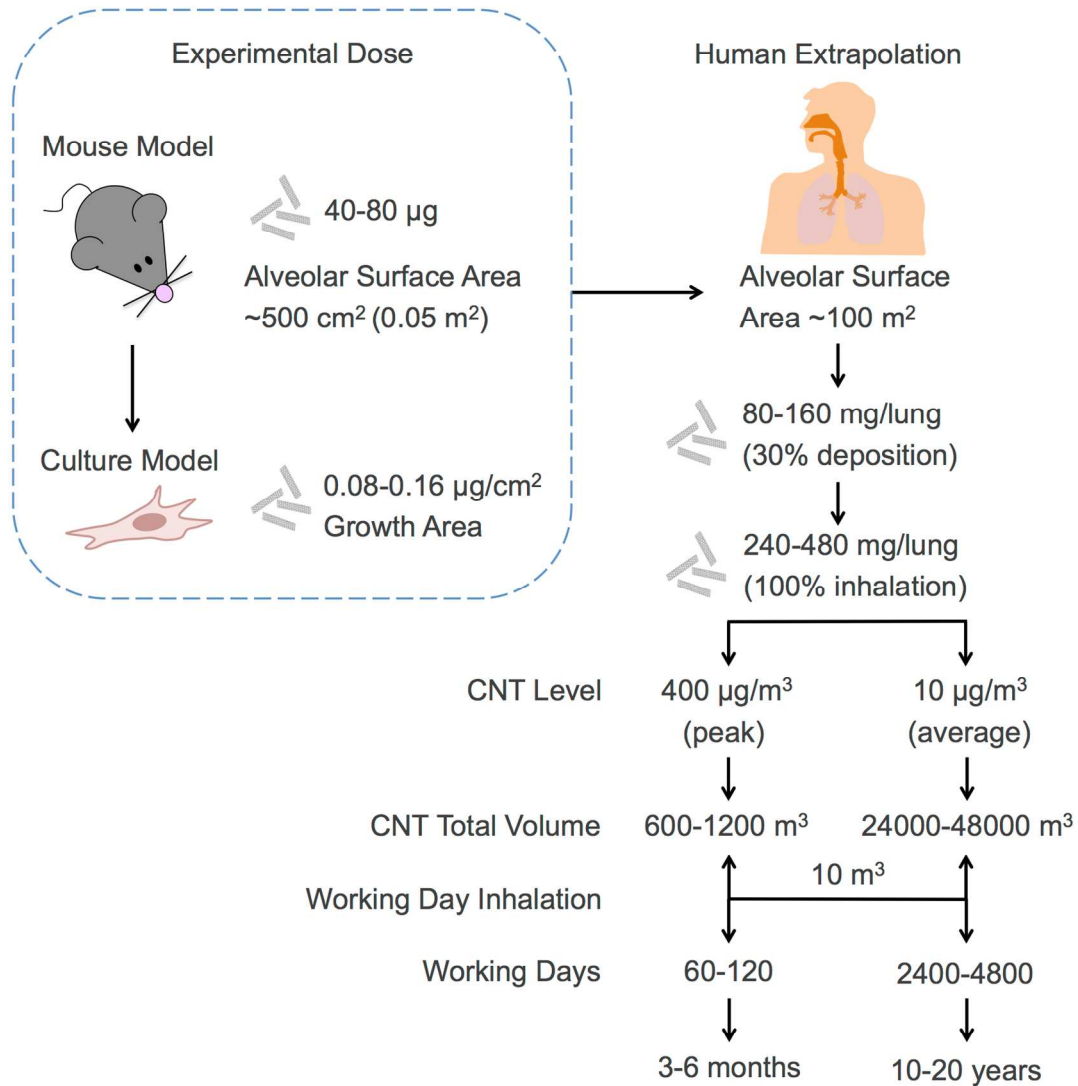 Experimental Dose
Mouse Model
40-80 µg
Alveolar Surface Area
~500 cm² (0.05 m²)
Culture Model
0.08-0.16 µg/cm²
Growth Area
Human Extrapolation
Alveolar Surface
Area ~100 m²
80-160 mg/lung
(30% deposition)
240-480 mg/lung
(100% inhalation)
CNT Level
400 µg/m³
(peak)
10 µg/m³
(average)
CNT Total Volume
600-1200 m³
24000-48000 m³
10 m³
Working Day Inhalation
Working Days
60-120
2400-4800
3-6 months
10-20 years